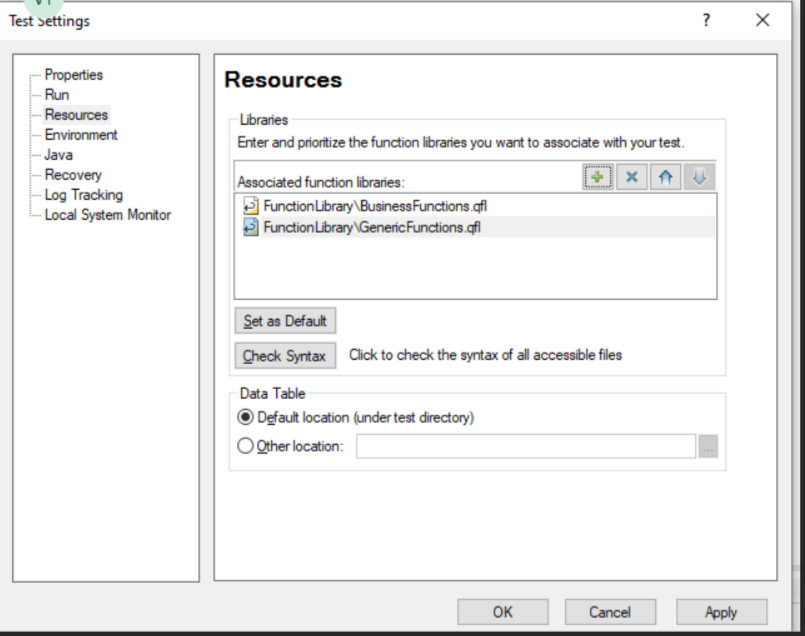 Test Settings
?
Properties
Run
Resources
Environment
Java
Recovery
Log Tracking
Local System Monitor
Resources
Libraries
Enter and prioritize the function libraries you want to associate with your test.
Associated function libraries:
FunctionLibrary\BusinessFunctions.qfl
FunctionLibrary\GenericFunctions.qfl
Set as Default
Check Syntax Click to check the syntax of all accessible files
Data Table
Default location (under test directory)
Other location:
...
OK Cancel Apply